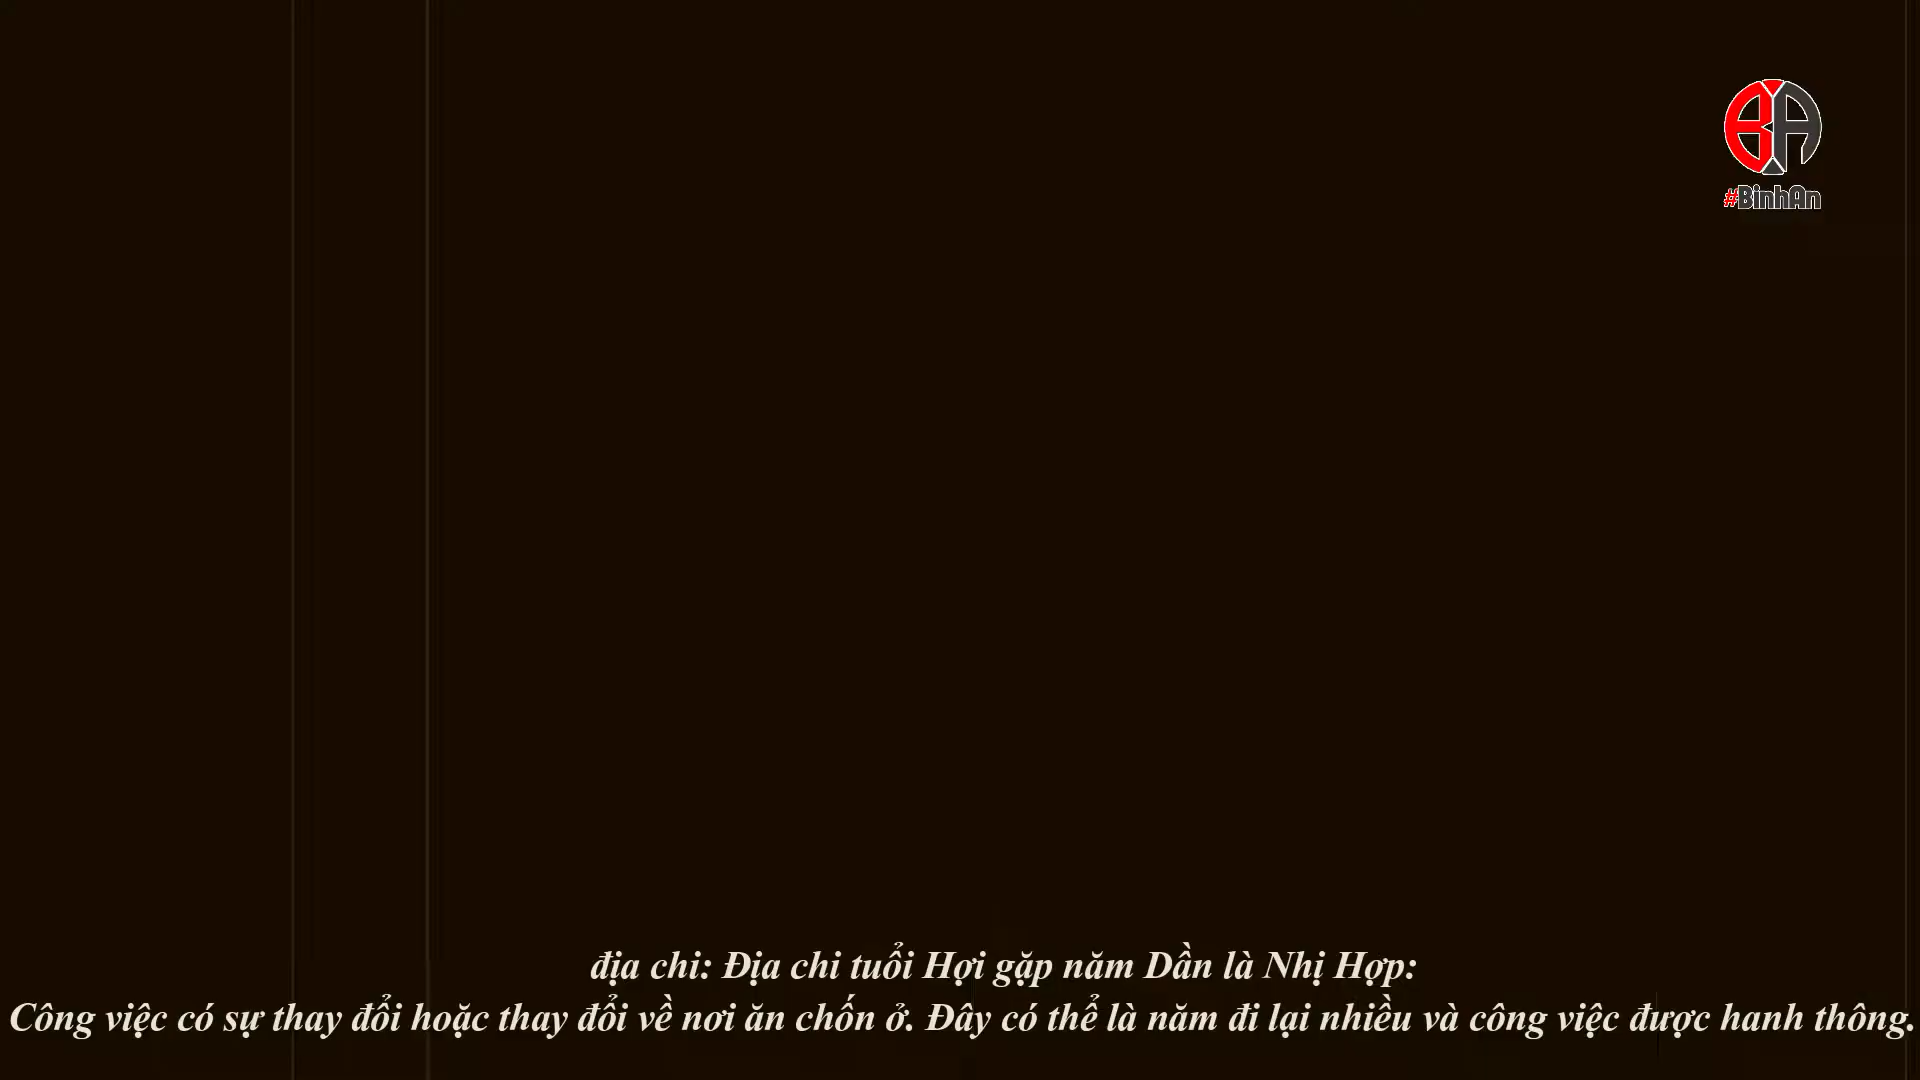 #BinhAn
địa chi: Địa chi tuổi Hợi gặp năm Dần là Nhị Hợp:
Công việc có sự thay đổi hoặc thay đổi về nơi ăn chốn ở. Đây có thể là năm đi lại nhiều và công việc được hanh thông.